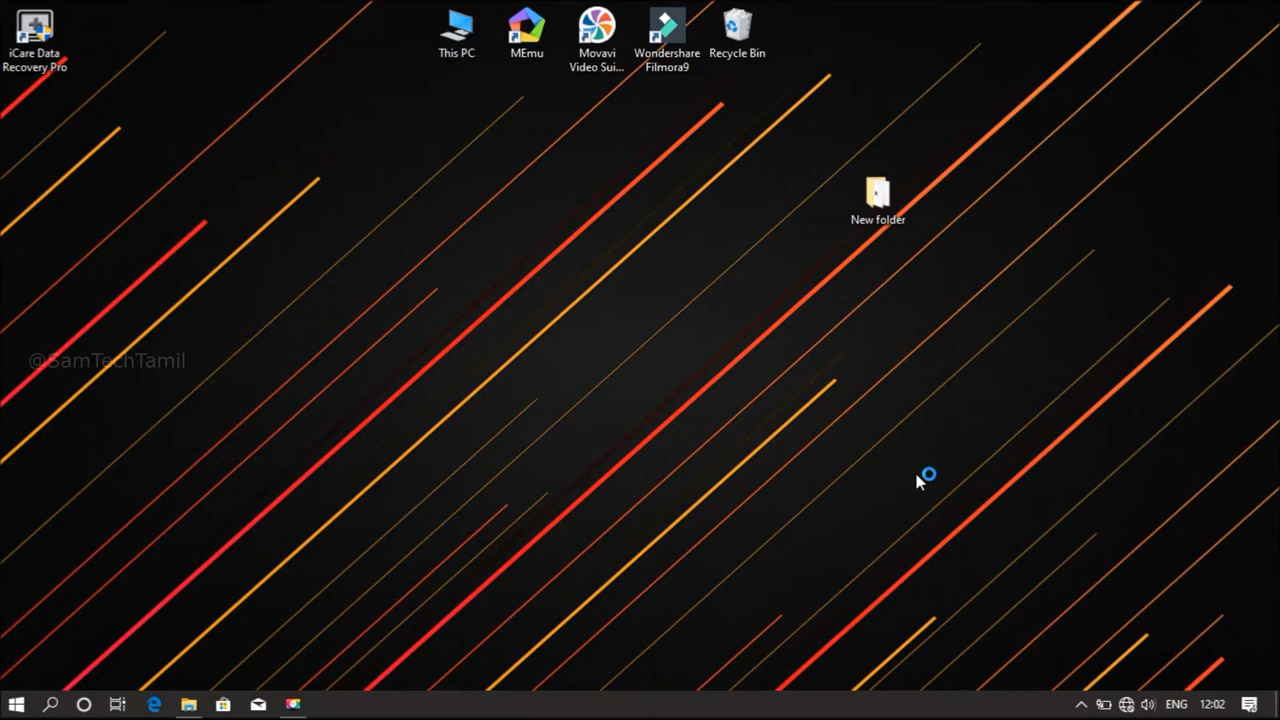 iCare Data
Recovery Pro
This PC
MEmu
Movavi
Video Sui...
Wondershare
Filmora9
Recycle Bin
New folder
@SamTechTamil
ENG
12:02